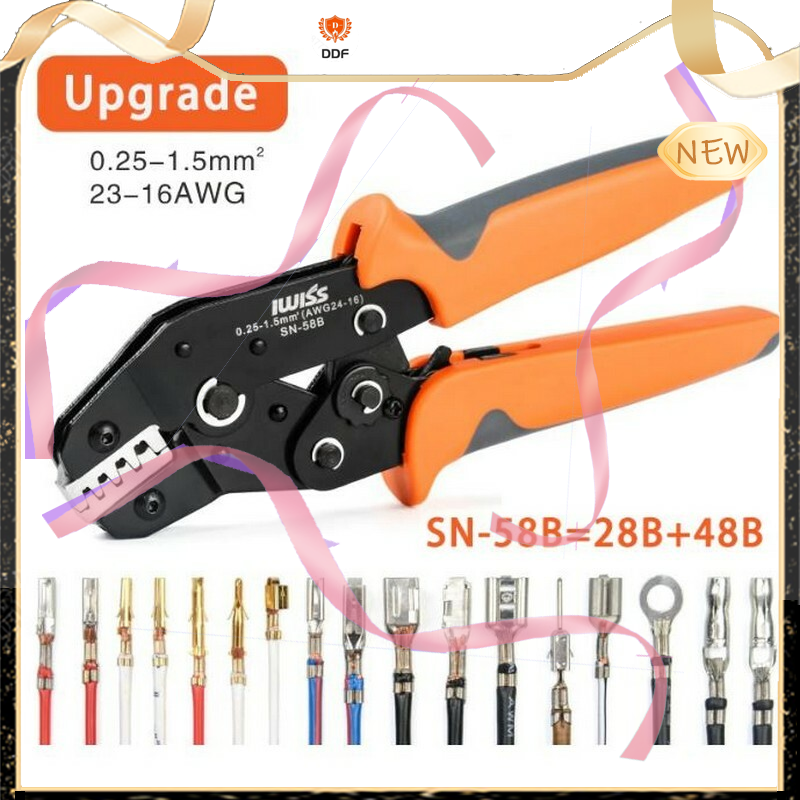 DDF
Upgrade
0.25-1.5mm²
23-16AWG
NEW
IWISS
0.25-1.5mm²(AWG24-16)
SN-58B
SN-58B=28B+48B
AWM